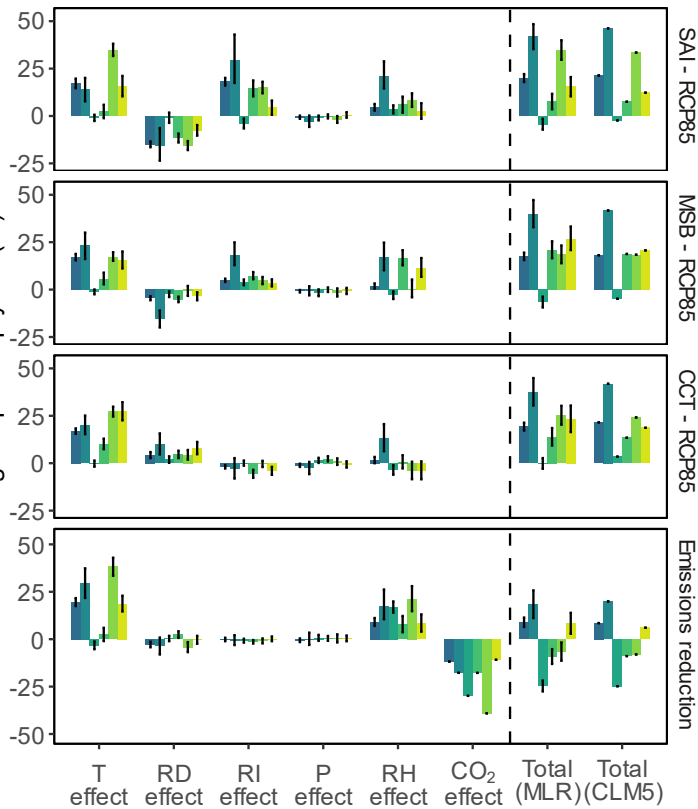 50
25
0
-25
SAI - RCP85
50
25
0
-25
MSB - RCP85
50
25
0
-25
CCT - RCP85
50
25
0
-25
-50
Emissions reduction
T
effect
RD
effect
RI
effect
P
effect
RH
effect
CO₂
effect
Total
(MLR)
Total
(CLM5)